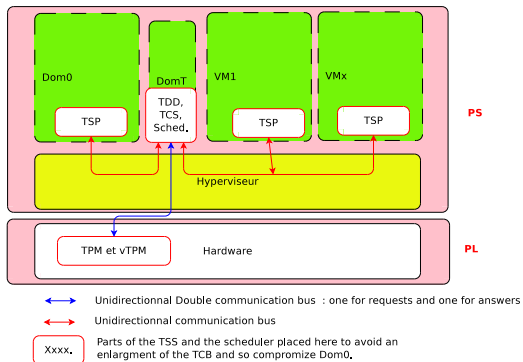 Dom0
DomT
VM1
VMx
TDD,
TCS,
Sched.
TSP
TSP
TSP
PS
Hyperviseur
TPM et vTPM
Hardware
PL
Unidirectionnal Double communication bus : one for requests and one for answers
Unidirectionnal communication bus
Xxxx.
Parts of the TSS and the scheduler placed here to avoid an
enlargment of the TCB and so compromize Dom0.